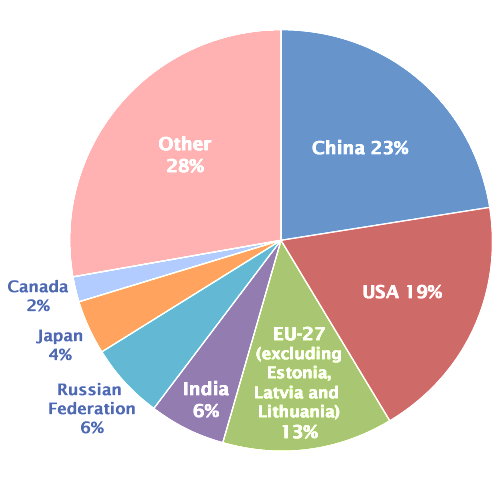 Other
28%
China 23%
USA 19%
EU-27
(excluding
Estonia,
Latvia and
Lithuania)
13%
India
6%
Russian
Federation
6%
Japan
4%
Canada
2%